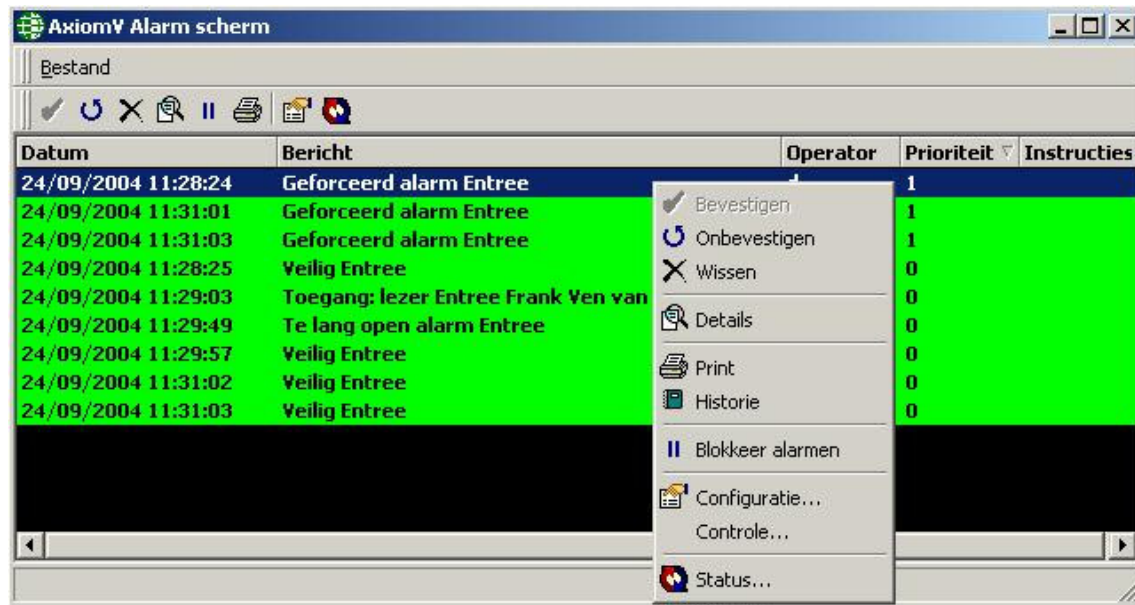 AxiomV Alarm scherm
Bestand
Datum Bericht Operator Prioriteit Instructies
24/09/2004 11:28:24 Geforceerd alarm Entree 1
24/09/2004 11:31:01 Geforceerd alarm Entree 1
24/09/2004 11:31:03 Geforceerd alarm Entree 1
24/09/2004 11:28:25 Veilig Entree 0
24/09/2004 11:29:03 Toegang: lezer Entree Frank Ven van 0
24/09/2004 11:29:49 Te lang open alarm Entree 0
24/09/2004 11:29:57 Veilig Entree 0
24/09/2004 11:31:02 Veilig Entree 0
24/09/2004 11:31:03 Veilig Entree 0
Bevestigen
Onbevestigen
Wissen
Details
Print
Historie
Blokkeer alarmen
Configuratie...
Controle...
Status...